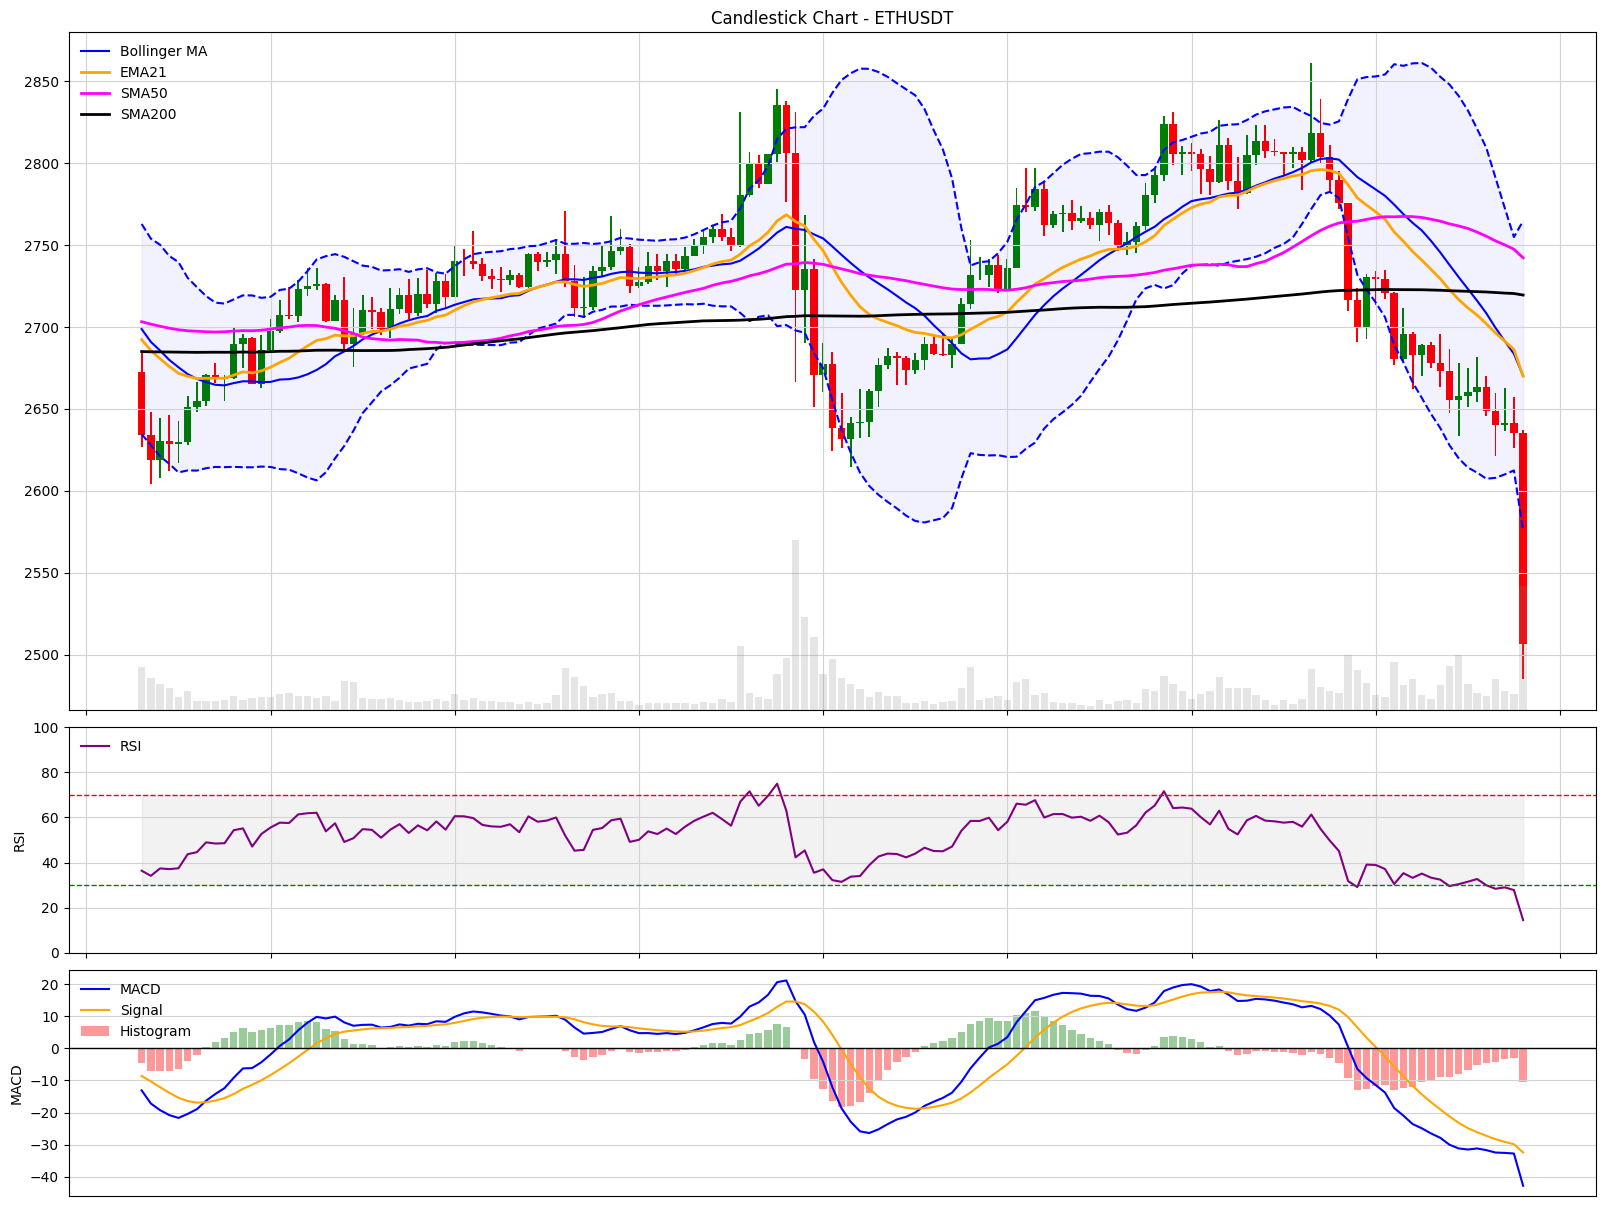 Candlestick Chart - ETHUSDT
Bollinger MA
EMA21
SMA50
SMA200
2850
2800
2750
2700
2650
2600
2550
2500
RSI
100
80
60
40
20
0
RSI
MACD
Signal
Histogram
20
10
0
−10
−20
−30
−40
MACD